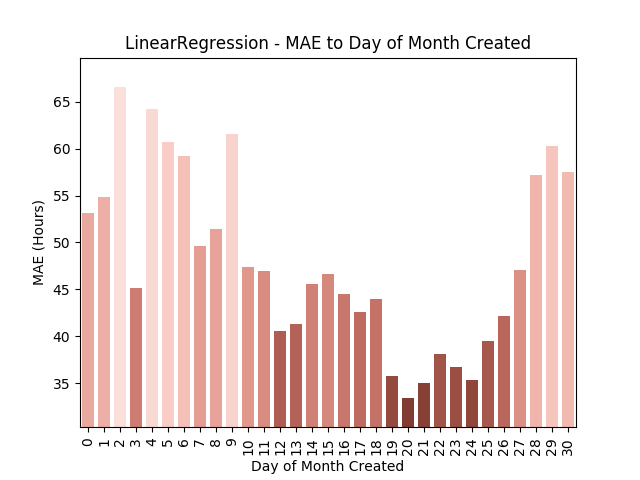 LinearRegression - MAE to Day of Month Created
MAE (Hours)
65
60
55
50
45
40
35
0 1 2 3 4 5 6 7 8 9 10 11 12 13 14 15 16 17 18 19 20 21 22 23 24 25 26 27 28 29 30
Day of Month Created